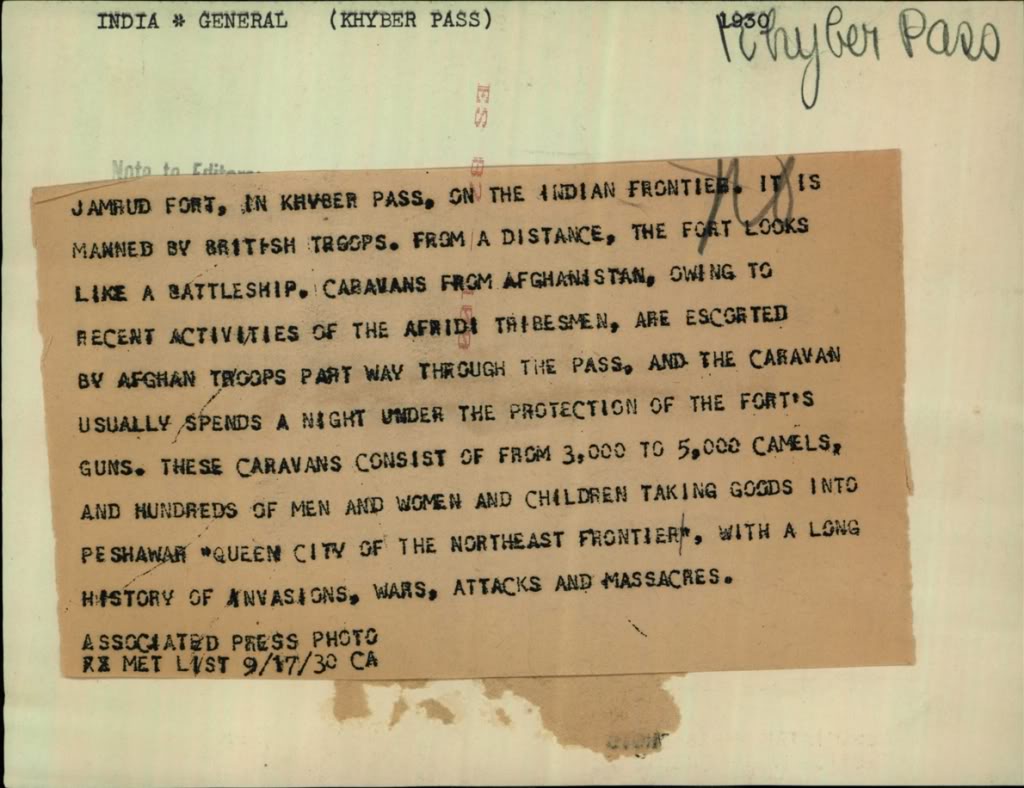 INDIA * GENERAL (KHYBER PASS)
1930
Khyber Pass
Note to Editors
JAMRUD FORT, IN KHYBER PASS, ON THE INDIAN FRONTIER. IT IS
MANNED BY BRITISH TROOPS. FROM A DISTANCE, THE FORT LOOKS
LIKE A BATTLESHIP. CARAVANS FROM AFGHANISTAN, OWING TO
RECENT ACTIVITIES OF THE AFRIDI TRIBESMEN, ARE ESCORTED
BY AFGHAN TROOPS PART WAY THROUGH THE PASS, AND THE CARAVAN
USUALLY SPENDS A NIGHT UNDER THE PROTECTION OF THE FORT'S
GUNS. THESE CARAVANS CONSIST OF FROM 3,000 TO 5,000 CAMELS,
AND HUNDREDS OF MEN AND WOMEN AND CHILDREN TAKING GOODS INTO
PESHAWAR "QUEEN CITY OF THE NORTHEAST FRONTIER", WITH A LONG
HISTORY OF INVASIONS, WARS, ATTACKS AND MASSACRES.
ASSOCIATED PRESS PHOTO
MET LIST 9/17/30 CA